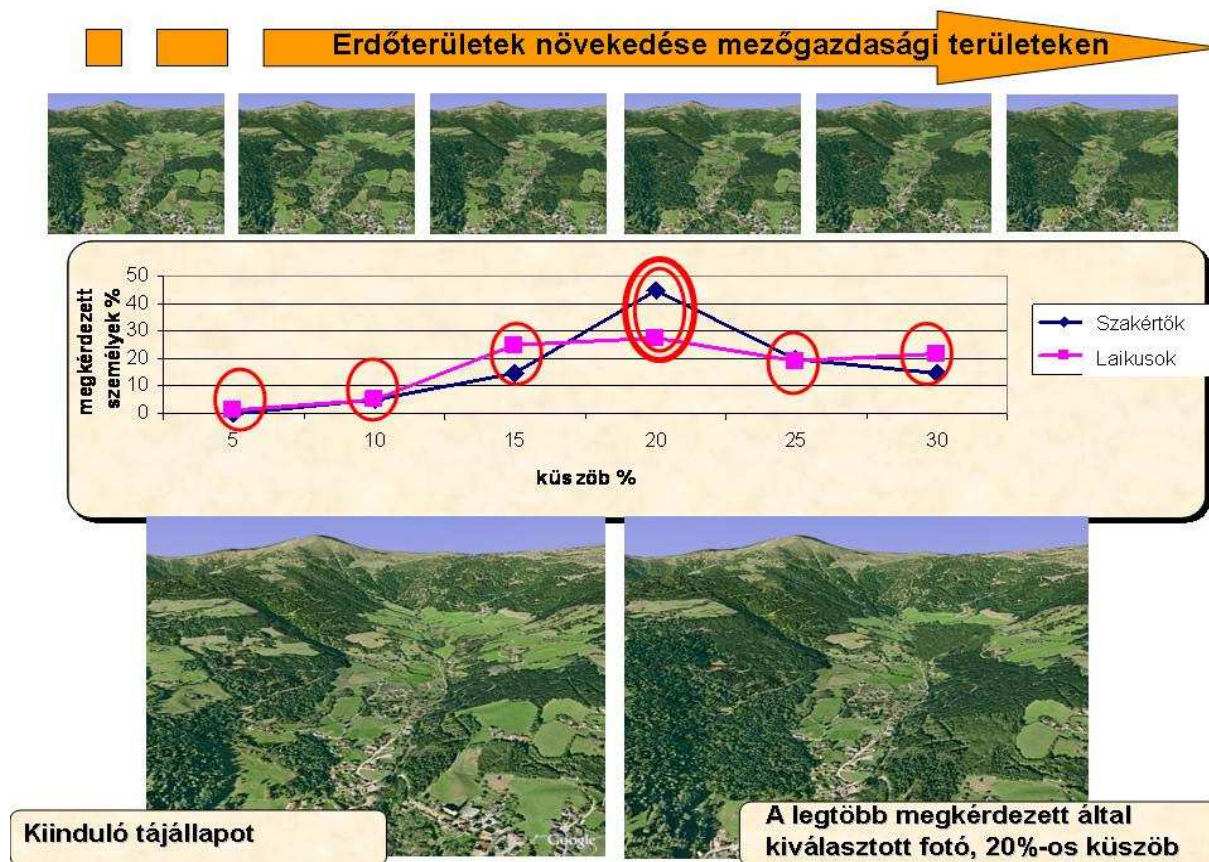 Erdőterületek növekedése mezőgazdasági területeken
megkérdezett
személyek %
50
40
30
20
10
0
5 10 15 20 25 30
küszöb %
Szakértők
Laikusok
Kiinduló tájállapot
Google
A legtöbb megkérdezett által
kiválasztott fotó, 20%-os küszöb